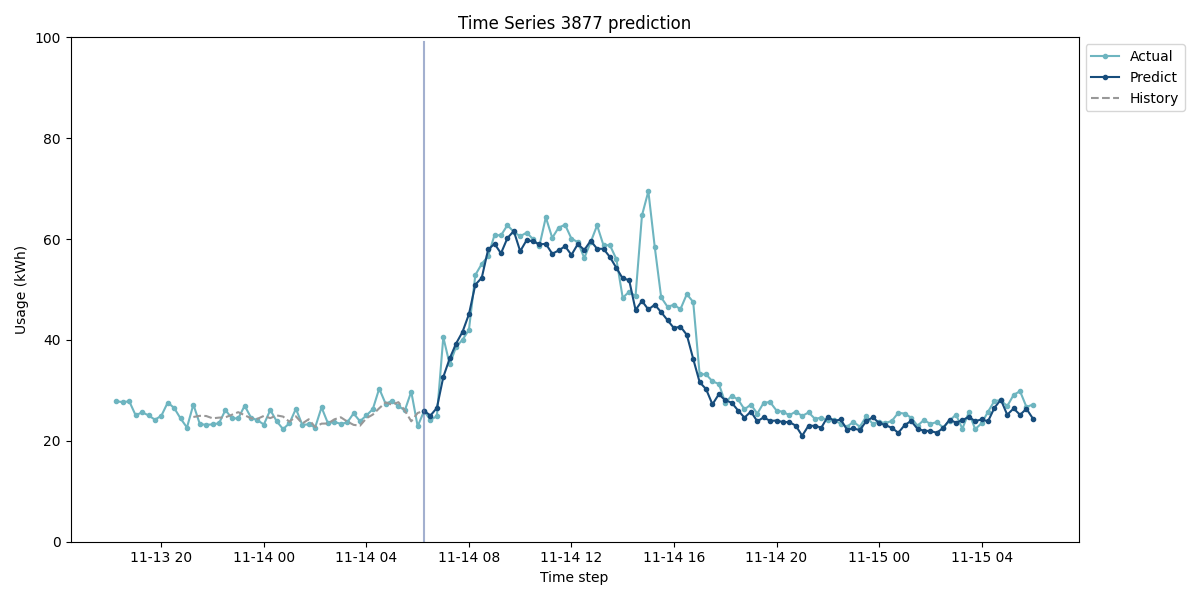 Time Series 3877 prediction
100
80
60
40
20
0
Usage (kWh)
11-13 20
11-14 00
11-14 04
11-14 08
11-14 12
11-14 16
11-14 20
11-15 00
11-15 04
Time step
Actual
Predict
History